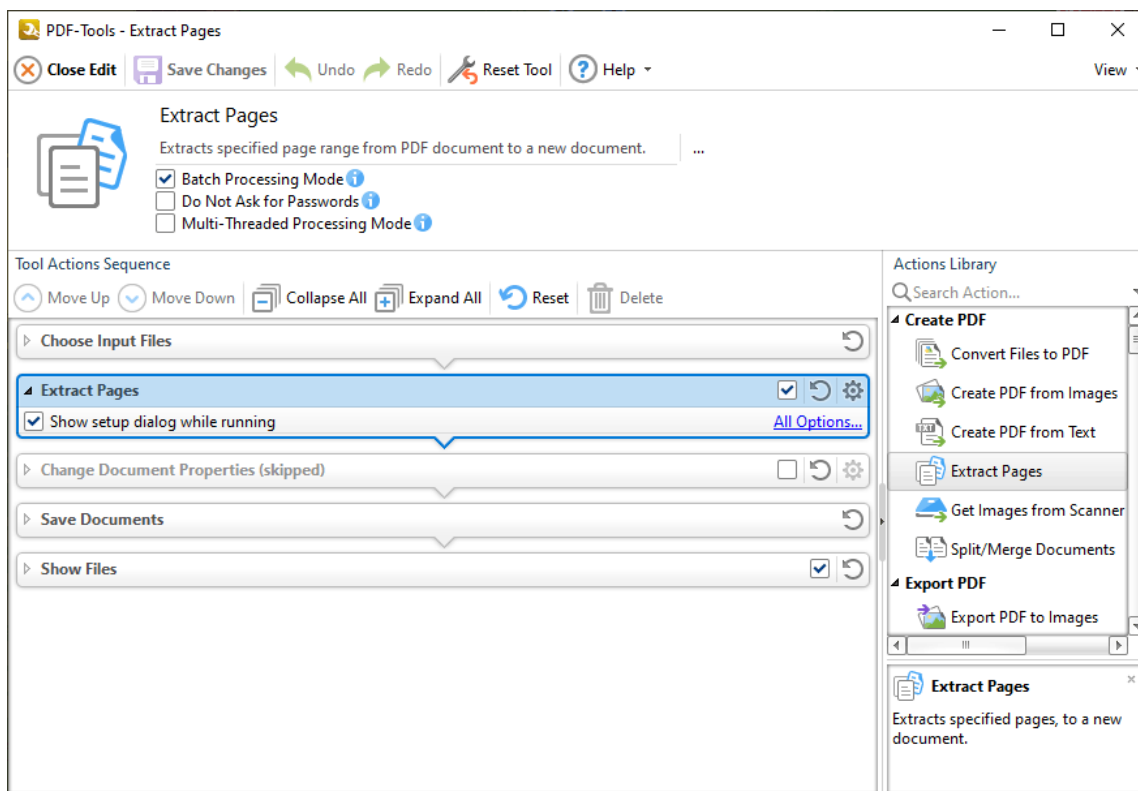 PDF-Tools - Extract Pages
Close Edit Save Changes Undo Redo Reset Tool Help View
Extract Pages
Extracts specified page range from PDF document to a new document. ...
Batch Processing Mode
Do Not Ask for Passwords
Multi-Threaded Processing Mode
Tool Actions Sequence
Move Up Move Down Collapse All Expand All Reset Delete
Choose Input Files
Extract Pages
Show setup dialog while running All Options...
Change Document Properties (skipped)
Save Documents
Show Files
Actions Library
Search Action...
Create PDF
Convert Files to PDF
Create PDF from Images
TXT
Create PDF from Text
Extract Pages
Get Images from Scanner
Split/Merge Documents
Export PDF
Export PDF to Images
Extract Pages
Extracts specified pages, to a new
document.